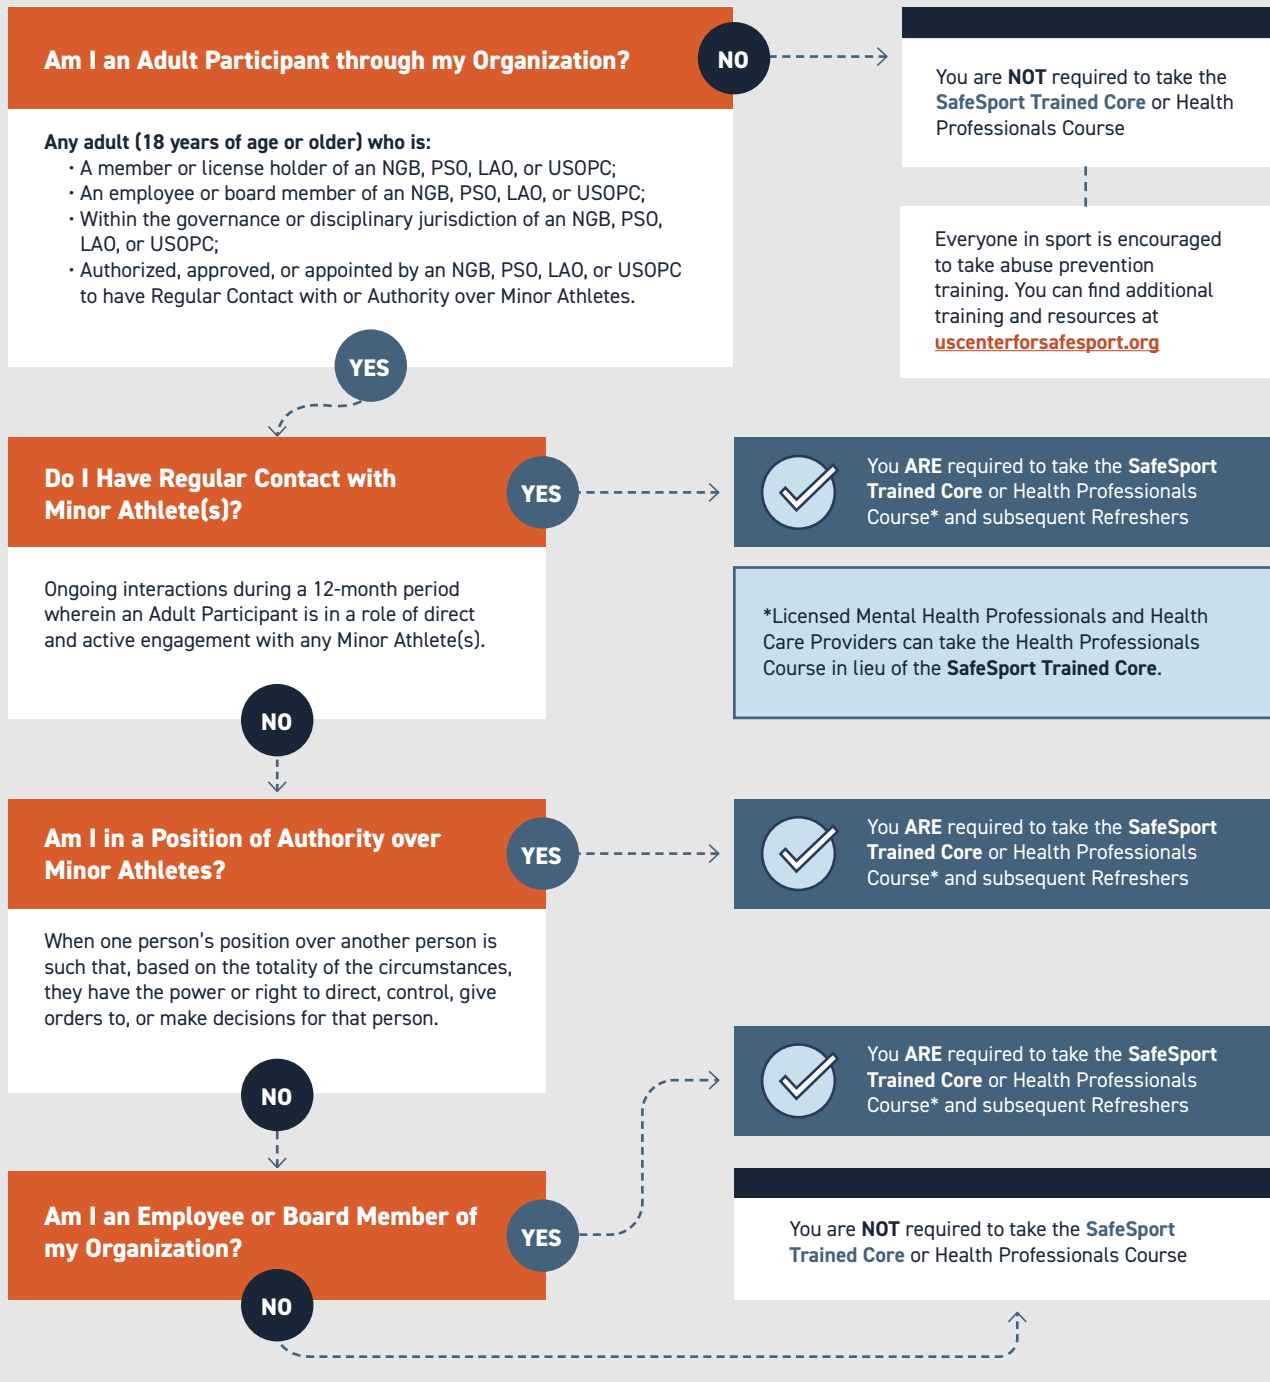 Am I an Adult Participant through my Organization?
NO
You are NOT required to take the
SafeSport Trained Core or Health
Professionals Course
Any adult (18 years of age or older) who is:
· A member or license holder of an NGB, PSO, LAO, or USOPC;
· An employee or board member of an NGB, PSO, LAO, or USOPC;
· Within the governance or disciplinary jurisdiction of an NGB, PSO,
LAO, or USOPC;
· Authorized, approved, or appointed by an NGB, PSO, LAO, or USOPC
to have Regular Contact with or Authority over Minor Athletes.
Everyone in sport is encouraged
to take abuse prevention
training. You can find additional
training and resources at
uscenterforsafesport.org
YES
Do I Have Regular Contact with
Minor Athlete(s)?
YES
You ARE required to take the SafeSport
Trained Core or Health Professionals
Course* and subsequent Refreshers
Ongoing interactions during a 12-month period
wherein an Adult Participant is in a role of direct
and active engagement with any Minor Athlete(s).
*Licensed Mental Health Professionals and Health
Care Providers can take the Health Professionals
Course in lieu of the SafeSport Trained Core.
NO
Am I in a Position of Authority over
Minor Athletes?
YES
You ARE required to take the SafeSport
Trained Core or Health Professionals
Course* and subsequent Refreshers
When one person's position over another person is
such that, based on the totality of the circumstances,
they have the power or right to direct, control, give
orders to, or make decisions for that person.
NO
You ARE required to take the SafeSport
Trained Core or Health Professionals
Course* and subsequent Refreshers
Am I an Employee or Board Member of
my Organization?
YES
You are NOT required to take the SafeSport
Trained Core or Health Professionals Course
NO